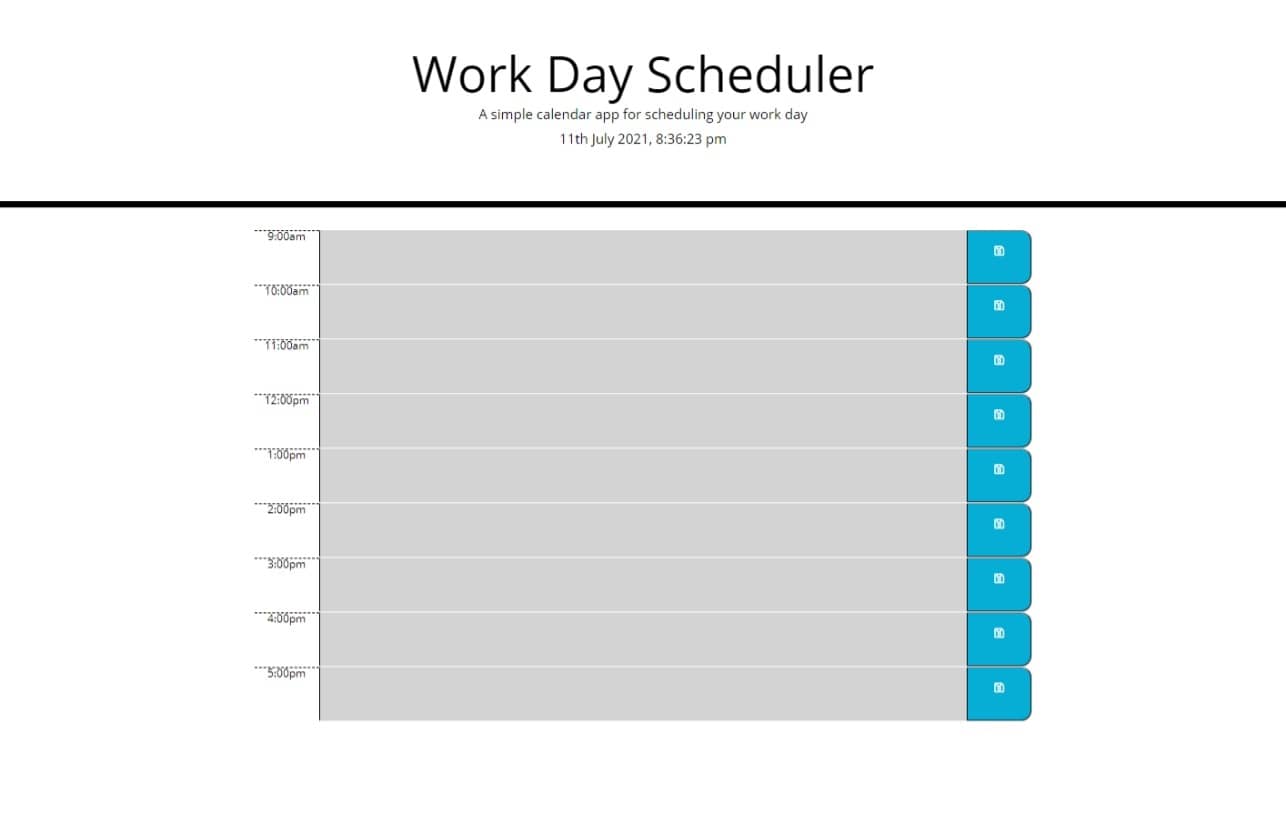 Work Day Scheduler
A simple calendar app for scheduling your work day
11th July 2021, 8:36:23 pm
9:00am
10:00am
11:00am
12:00pm
1:00pm
2:00pm
3:00pm
4:00pm
5:00pm